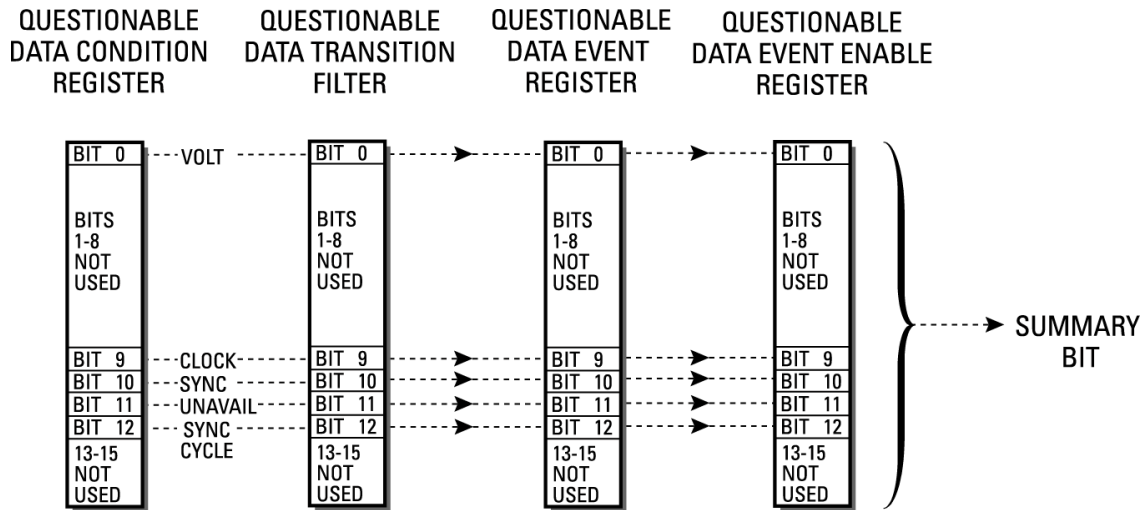 QUESTIONABLE
DATA CONDITION
REGISTER
QUESTIONABLE
DATA TRANSITION
FILTER
QUESTIONABLE
DATA EVENT
REGISTER
QUESTIONABLE
DATA EVENT ENABLE
REGISTER
BIT 0
VOLT
BIT 0
BIT 0
BIT 0
BITS
1-8
NOT
USED
BITS
1-8
NOT
USED
BITS
1-8
NOT
USED
BITS
1-8
NOT
USED
SUMMARY
BIT
BIT 9
CLOCK
BIT 9
BIT 9
BIT 9
BIT 10
SYNC
BIT 10
BIT 10
BIT 10
BIT 11
UNAVAIL
BIT 11
BIT 11
BIT 11
BIT 12
SYNC
CYCLE
BIT 12
BIT 12
BIT 12
13-15
NOT
USED
13-15
NOT
USED
13-15
NOT
USED
13-15
NOT
USED